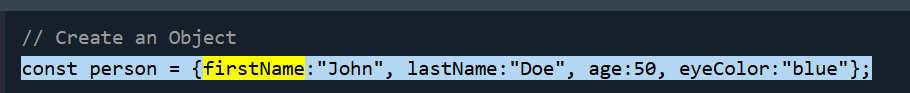 // Create an Object
const person = {firstName:"John", lastName:"Doe", age:50, eyeColor:"blue"};